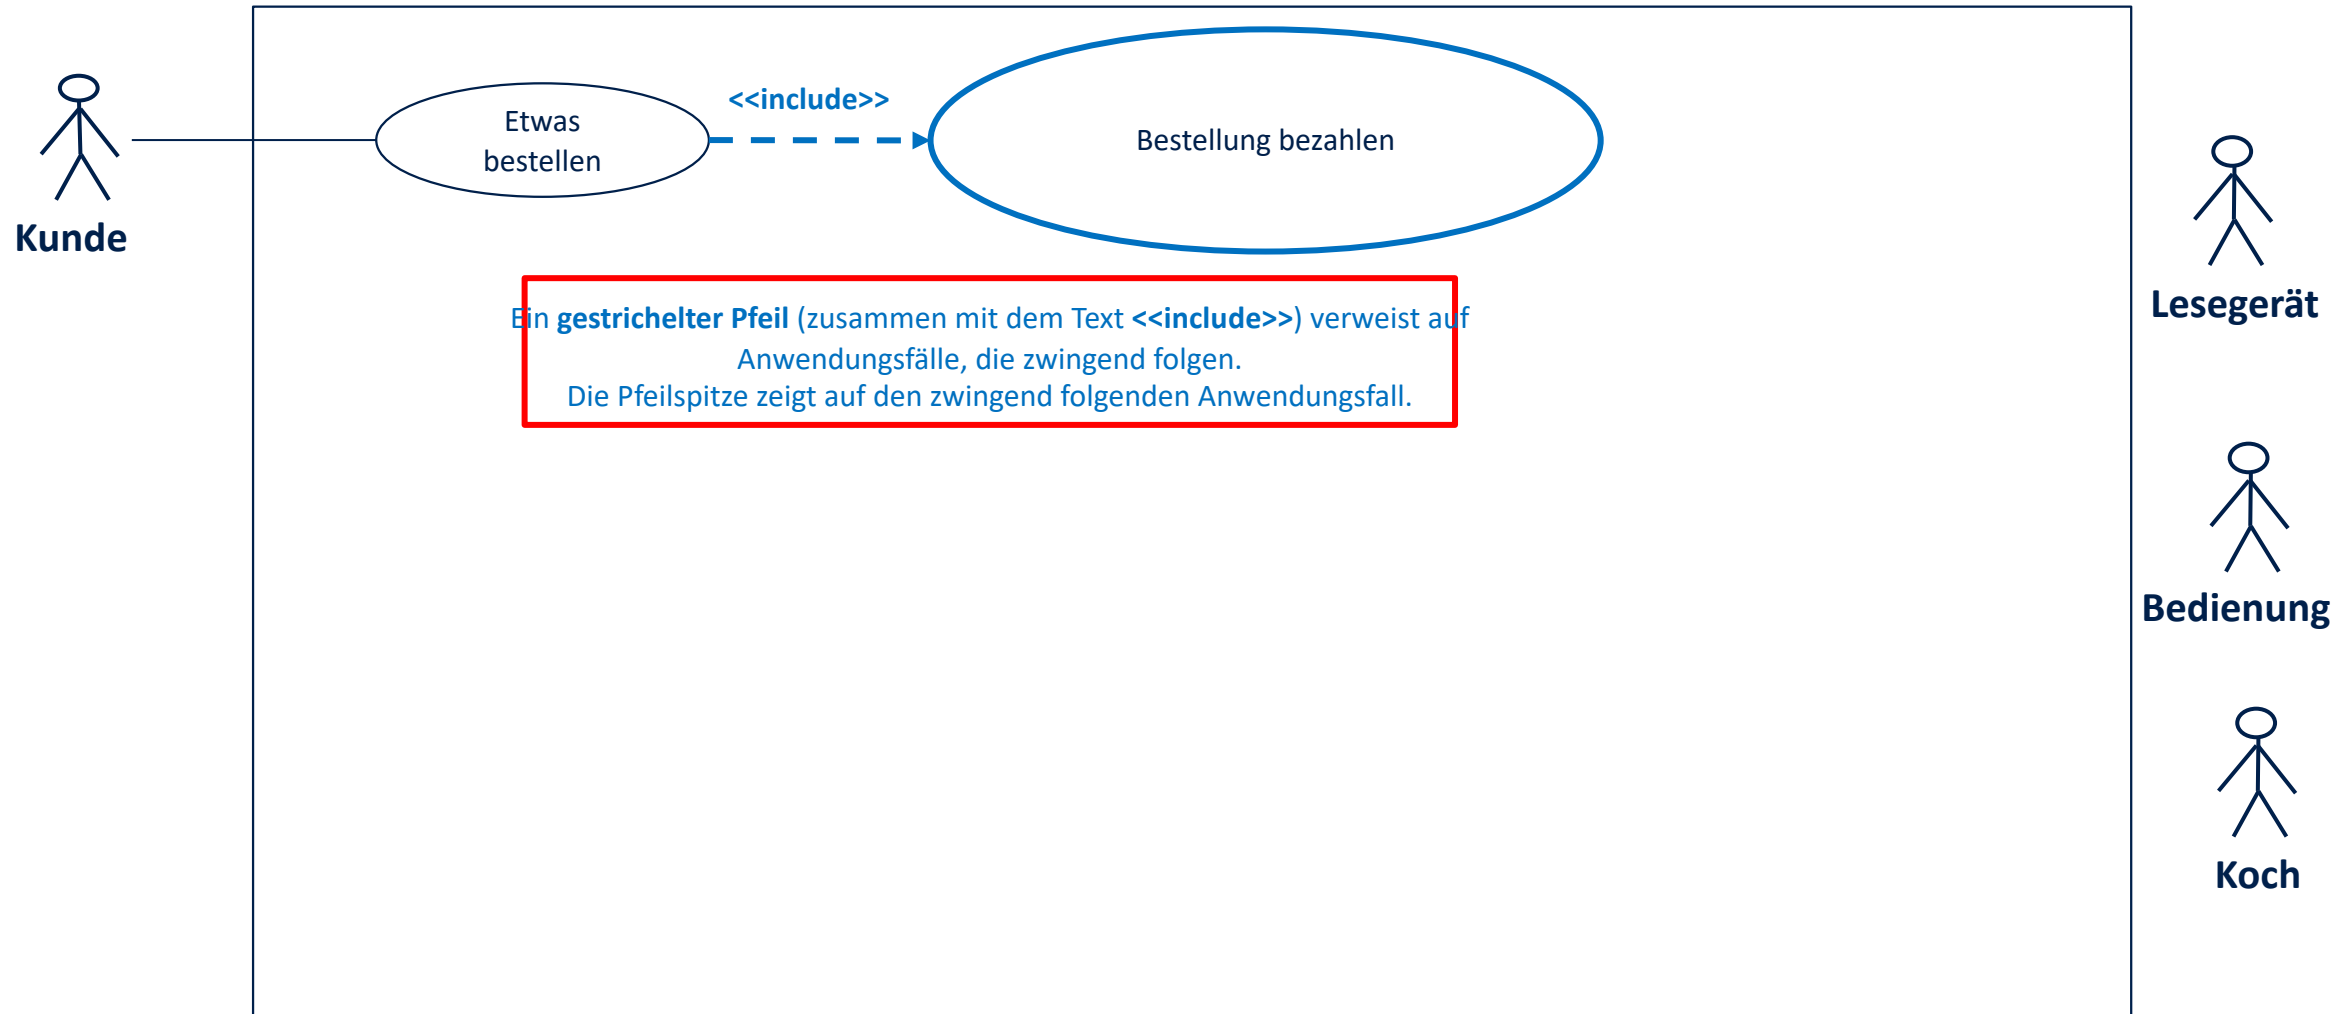 <<include>>
Etwas
bestellen
Bestellung bezahlen
Kunde
Lesegerät
Ein gestrichelter Pfeil (zusammen mit dem Text <<include>>) verweist auf
Anwendungsfälle, die zwingend folgen.
Die Pfeilspitze zeigt auf den zwingend folgenden Anwendungsfall.
Bedienung
Koch